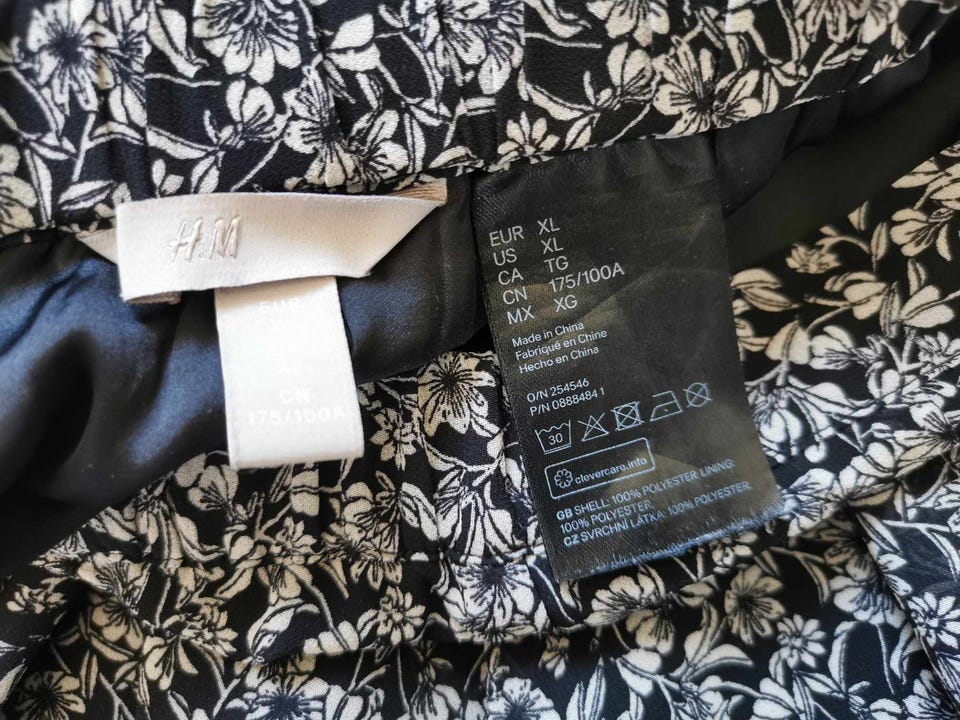 H&M
EUR
CN
175/100A
EUR XL
US XL
CA TG
CN 175/100A
MX XG
Made in China
Fabriqué en Chine
Hecho en China
O/N 254546
P/N 0888484 1
30
clevercare.info
GB SHELL: 100% POLYESTER LINING:
100% POLYESTER.
CZ SVRCHNÍ LÁTKA: 100% POLYESTER